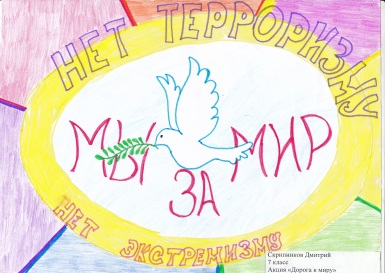 НЕТ ТЕРРОРИЗМУ
МЫ ЗА МИР
НЕТ ЭКСТРЕМИЗМУ
Скрипников Дмитрий
7 класс
Акция «Дорога к миру»